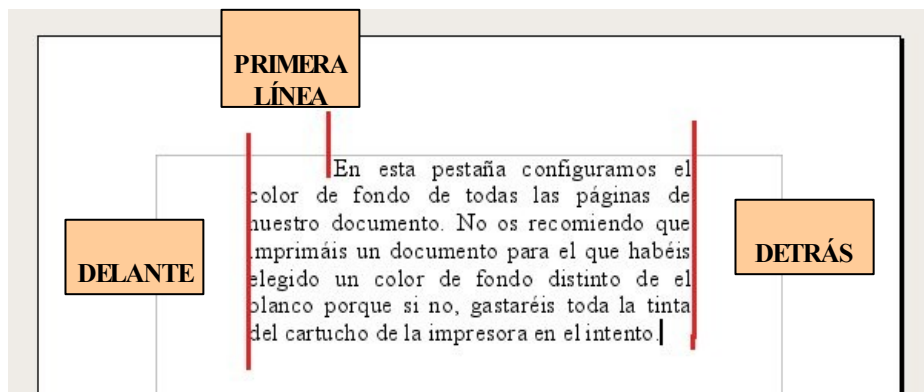 PRIMERA
LÍNEA
En esta pestaña configuramos el
color de fondo de todas las páginas de
nuestro documento. No os recomiendo que
imprimáis un documento para el que habéis
elegido un color de fondo distinto de el
blanco porque si no, gastaréis toda la tinta
del cartucho de la impresora en el intento.
DELANTE
DETRÁS